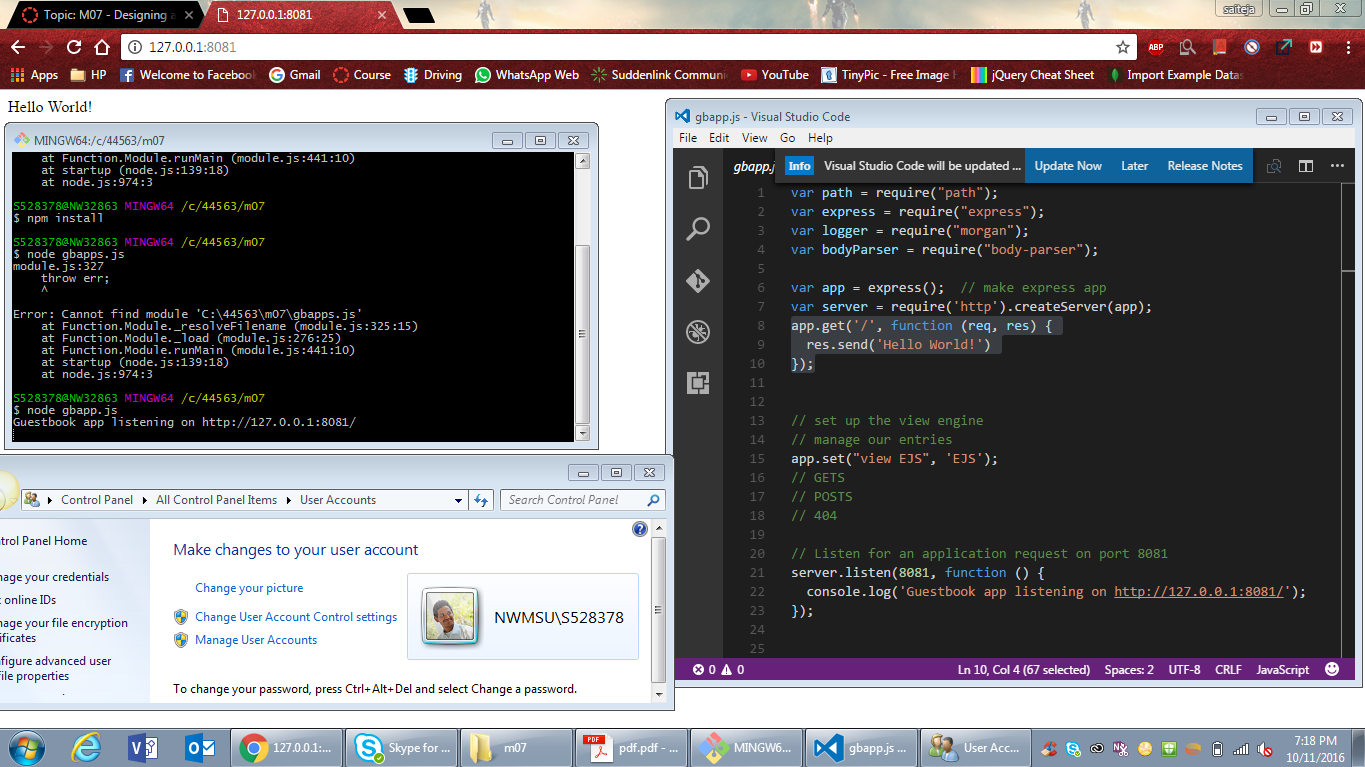 Topic: M07 - Designing a
127.0.0.1:8081
saiteja
127.0.0.1:8081
ABP
Apps
HP
Welcome to Facebook
Gmail
Course
Driving
WhatsApp Web
Suddenlink Commun
YouTube
TinyPic - Free Image H
jQuery Cheat Sheet
Import Example Datas
Hello World!
MINGW64:/c/44563/m07
at Function.Module.runMain (module.js:441:10)
at startup (node.js:139:18)
at node.js:974:3
S528378@NW32863 MINGW64 /c/44563/m07
$ npm install
S528378@NW32863 MINGW64 /c/44563/m07
$ node gbapps.js
module.js:327
throw err;
^
Error: Cannot find module 'C:\44563\m07\gbapps.js'
at Function.Module._resolveFilename (module.js:325:15)
at Function.Module._load (module.js:276:25)
at Function.Module.runMain (module.js:441:10)
at startup (node.js:139:18)
at node.js:974:3
S528378@NW32863 MINGW64 /c/44563/m07
$ node gbapp.js
Guestbook app listening on http://127.0.0.1:8081/
Control Panel
All Control Panel Items
User Accounts
Search Control Panel
ntrol Panel Home
nage your credentials
online IDs
nage your file encryption
ificates
nfigure advanced user
file properties
Make changes to your user account
Change your picture
Change User Account Control settings
Manage User Accounts
NWMSU\S528378
To change your password, press Ctrl+Alt+Del and select Change a password.
gbapp.js - Visual Studio Code
File Edit View Go Help
gbapp.j
Info Visual Studio Code will be updated ... Update Now Later Release Notes
1 var path = require("path");
2 var express = require("express");
3 var logger = require("morgan");
4 var bodyParser = require("body-parser");
5
6 var app = express();  // make express app
7 var server = require('http').createServer(app);
8 app.get('/', function (req, res) {
9 res.send('Hello World!')
10 });
11
12
13 // set up the view engine
14 // manage our entries
15 app.set("view EJS", 'EJS');
16 // GETS
17 // POSTS
18 // 404
19
20 // Listen for an application request on port 8081
21 server.listen(8081, function () {
22 console.log('Guestbook app listening on http://127.0.0.1:8081/');
23 });
24
25
0 0 Ln 10, Col 4 (67 selected) Spaces: 2 UTF-8 CRLF JavaScript
127.0.0.1:...
Skype for ...
m07
PDF
pdf.pdf - ...
MINGW6...
gbapp.js ...
User Acc...
7:18 PM
10/11/2016